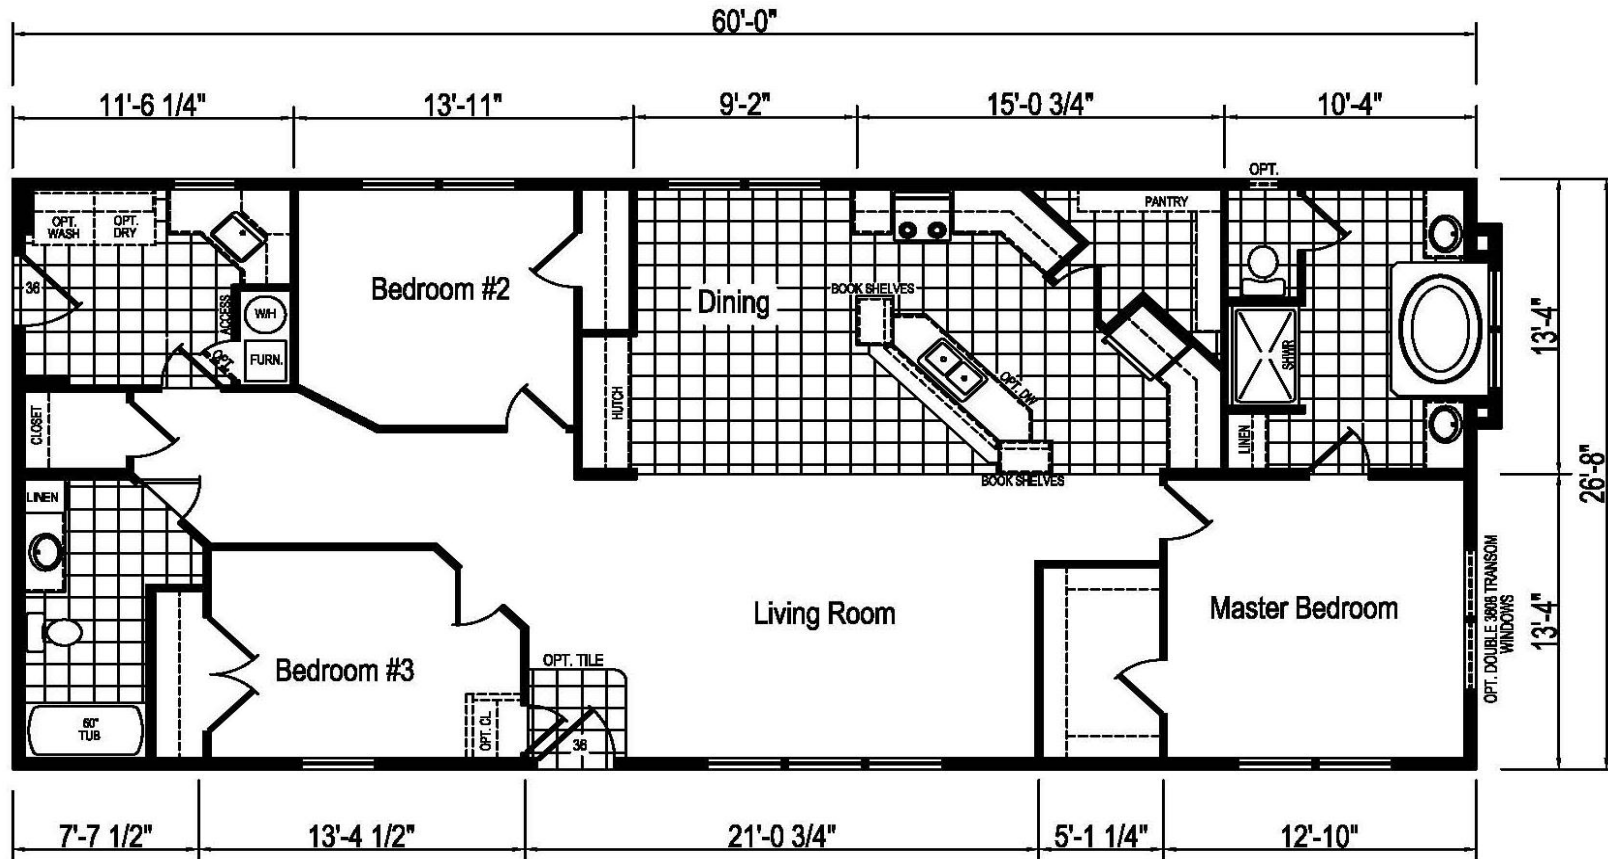 60'-0"
11'-6 1/4"
13'-11"
9'-2"
15'-0 3/4"
10'-4"
OPT.
OPT.
WASH
OPT.
DRY
PANTRY
36
ACCESS
W/H
FURN.
OPT.
Bedroom #2
Dining
BOOK SHELVES
OPT. DW
SHWR
13'-4"
CLOSET
HUTCH
LINEN
BOOK SHELVES
26'-8"
LINEN
Living Room
Master Bedroom
OPT. DOUBLE 3608 TRANSOM
WINDOWS
13'-4"
Bedroom #3
OPT. TILE
60"
TUB
OPT. CL
36
7'-7 1/2"
13'-4 1/2"
21'-0 3/4"
5'-1 1/4"
12'-10"